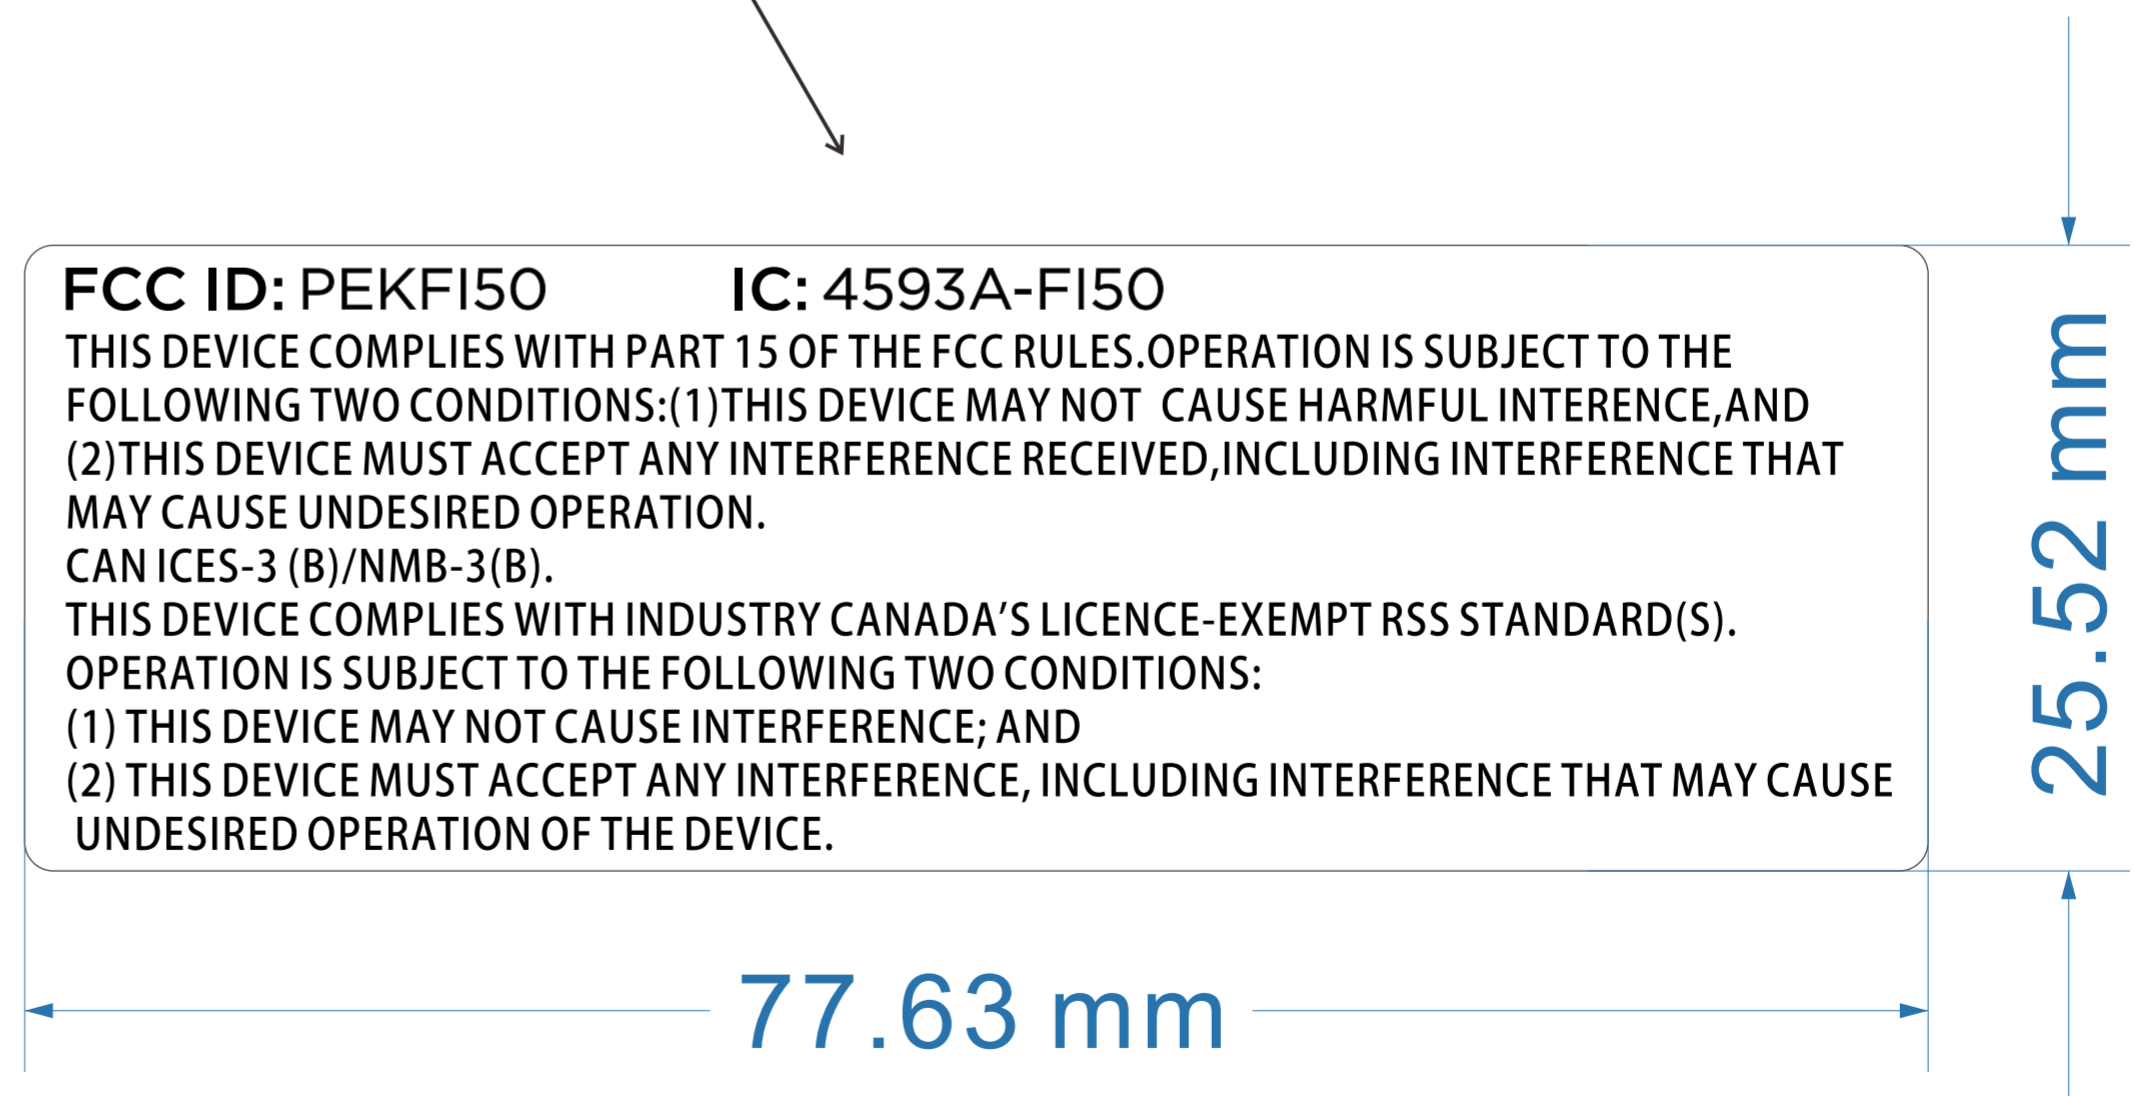 FCC ID: PEKFI50 IC: 4593A-FI50
THIS DEVICE COMPLIES WITH PART 15 OF THE FCC RULES.OPERATION IS SUBJECT TO THE
FOLLOWING TWO CONDITIONS:(1)THIS DEVICE MAY NOT CAUSE HARMFUL INTERENCE,AND
(2)THIS DEVICE MUST ACCEPT ANY INTERFERENCE RECEIVED,INCLUDING INTERFERENCE THAT
MAY CAUSE UNDESIRED OPERATION.
CAN ICES-3 (B)/NMB-3(B).
THIS DEVICE COMPLIES WITH INDUSTRY CANADA’S LICENCE-EXEMPT RSS STANDARD(S).
OPERATION IS SUBJECT TO THE FOLLOWING TWO CONDITIONS:
(1) THIS DEVICE MAY NOT CAUSE INTERFERENCE; AND
(2) THIS DEVICE MUST ACCEPT ANY INTERFERENCE, INCLUDING INTERFERENCE THAT MAY CAUSE
UNDESIRED OPERATION OF THE DEVICE.
25.52 mm
77.63 mm